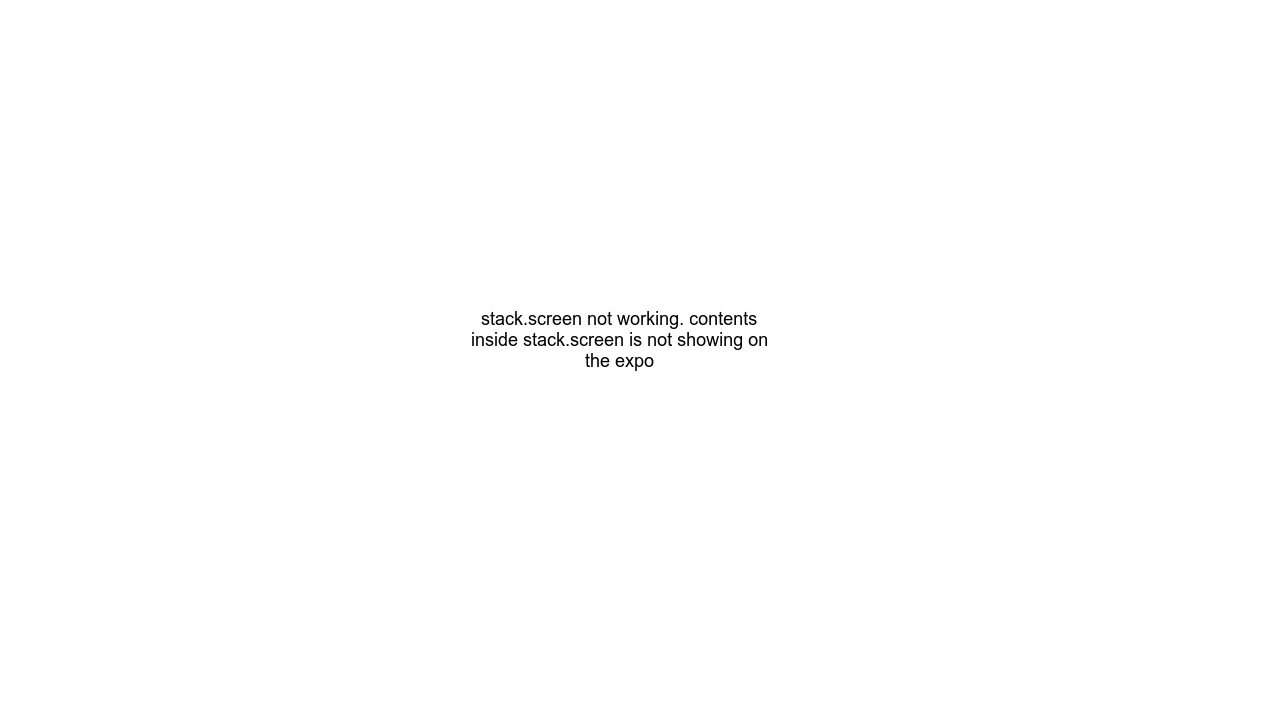 stack.screen not working. contents
inside stack.screen is not showing on
the expo